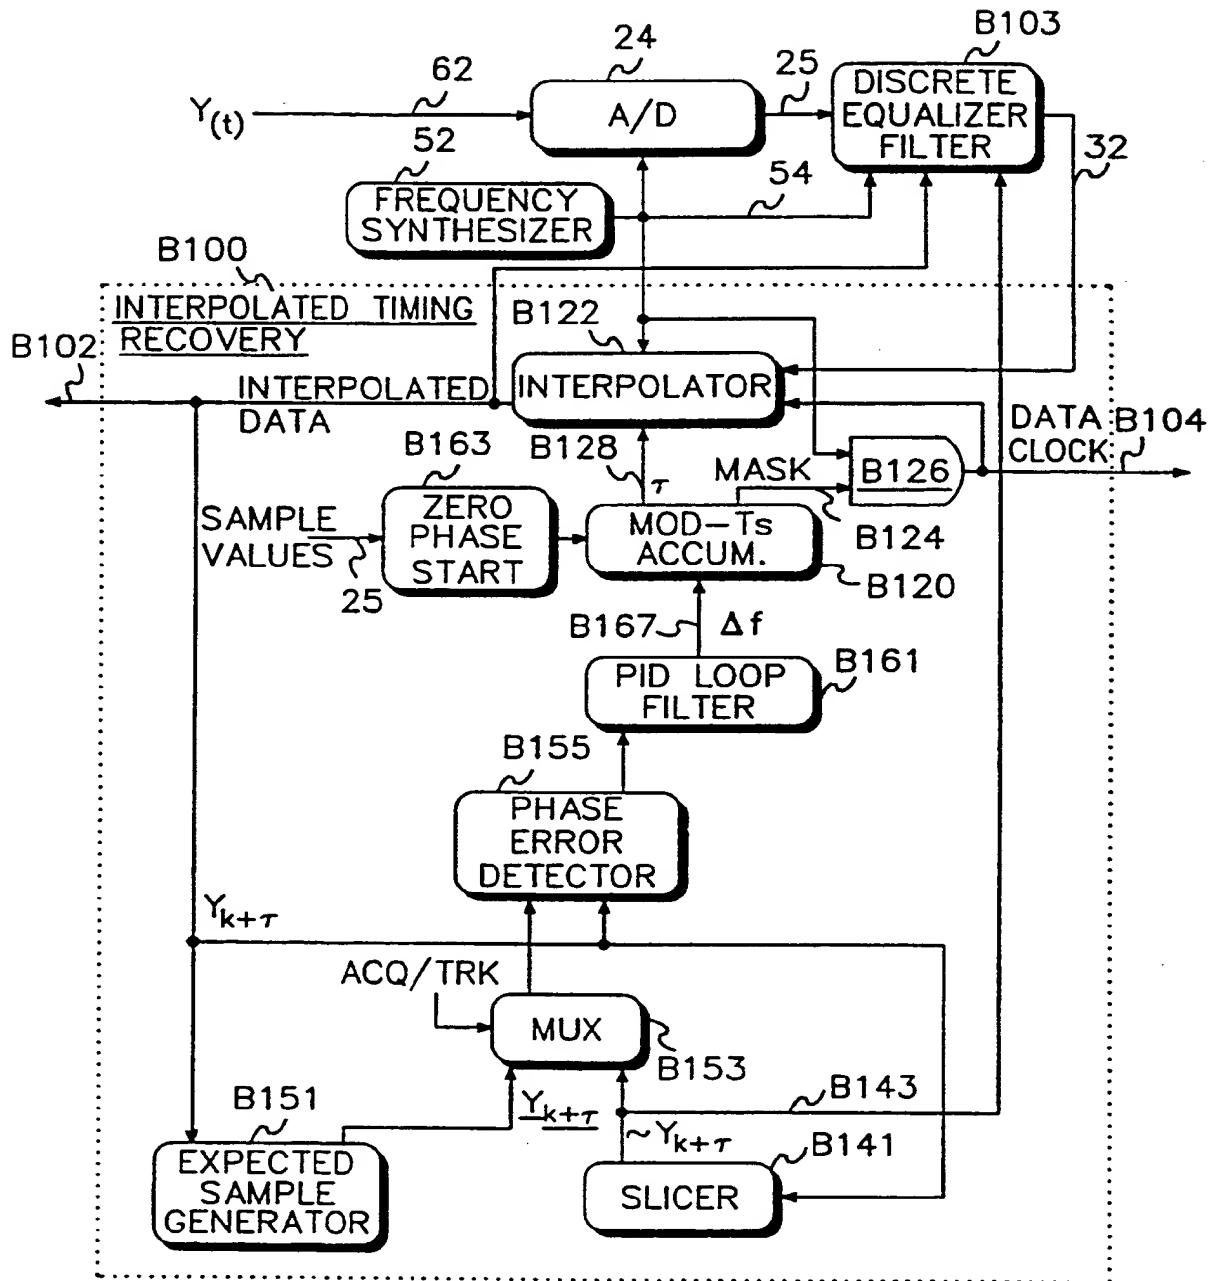 B103
24
62
25
DISCRETE
EQUALIZER
FILTER
Y(t)
A/D
52
32
54
FREQUENCY
SYNTHESIZER
B100
INTERPOLATED TIMING
RECOVERY
B122
B102
INTERPOLATOR
INTERPOLATED
DATA
DATA
CLOCK
B104
B128
B163
τ
MASK
B126
ZERO
PHASE
START
SAMPLE
VALUES
MOD-Ts
ACCUM.
B124
25
B120
B167
Δf
B161
PID LOOP
FILTER
B155
PHASE
ERROR
DETECTOR
Yk+τ
ACQ/TRK
MUX
B153
B151
Yk+τ
B143
~Yk+τ
B141
EXPECTED
SAMPLE
GENERATOR
SLICER